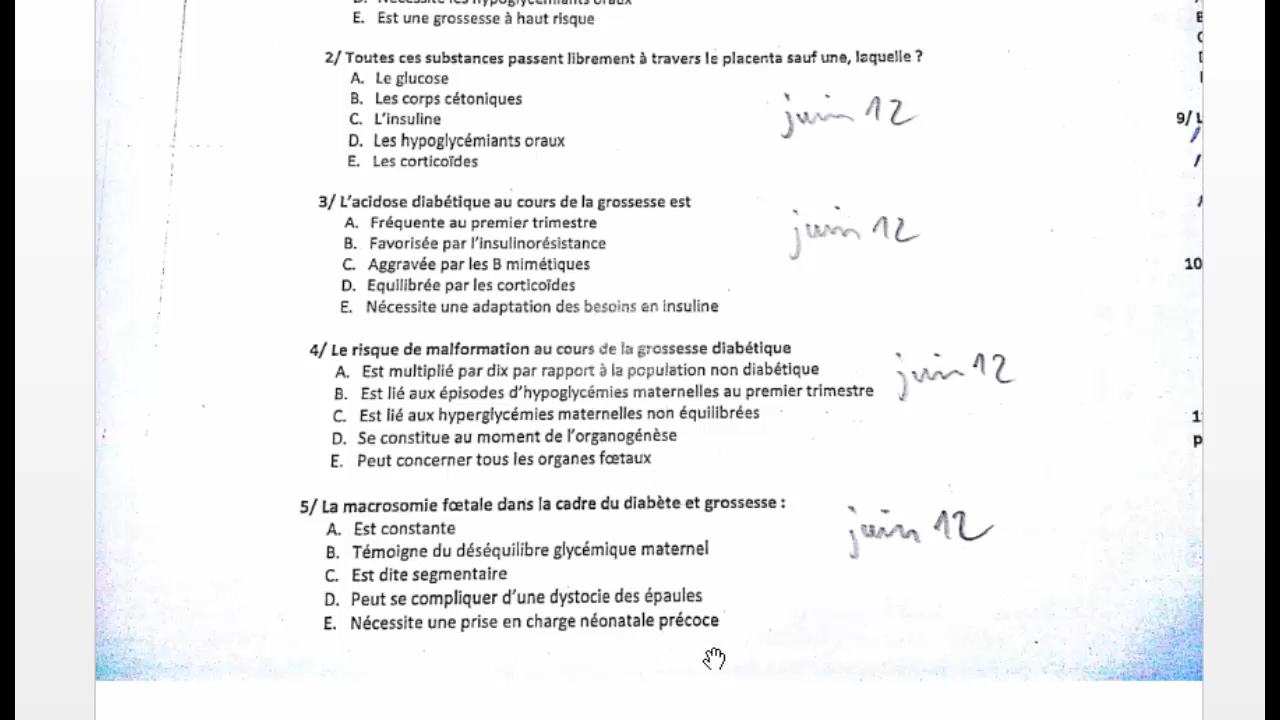 E. Est une grossesse à haut risque
2/ Toutes ces substances passent librement à travers le placenta sauf une, laquelle ?
A. Le glucose
B. Les corps cétoniques
C. L'insuline
D. Les hypoglycémiants oraux
E. Les corticoïdes
juin 12
3/ L'acidose diabétique au cours de la grossesse est
A. Fréquente au premier trimestre
B. Favorisée par l'insulinorésistance
C. Aggravée par les B mimétiques
D. Equilibrée par les corticoïdes
E. Nécessite une adaptation des besoins en insuline
juin 12
4/ Le risque de malformation au cours de la grossesse diabétique
A. Est multiplié par dix par rapport à la population non diabétique
B. Est lié aux épisodes d'hypoglycémies maternelles au premier trimestre
C. Est lié aux hyperglycémies maternelles non équilibrées
D. Se constitue au moment de l'organogénèse
E. Peut concerner tous les organes fœtaux
juin 12
5/ La macrosomie fœtale dans la cadre du diabète et grossesse :
A. Est constante
B. Témoigne du déséquilibre glycémique maternel
C. Est dite segmentaire
D. Peut se compliquer d'une dystocie des épaules
E. Nécessite une prise en charge néonatale précoce
juin 12
9/ L
10
1
p